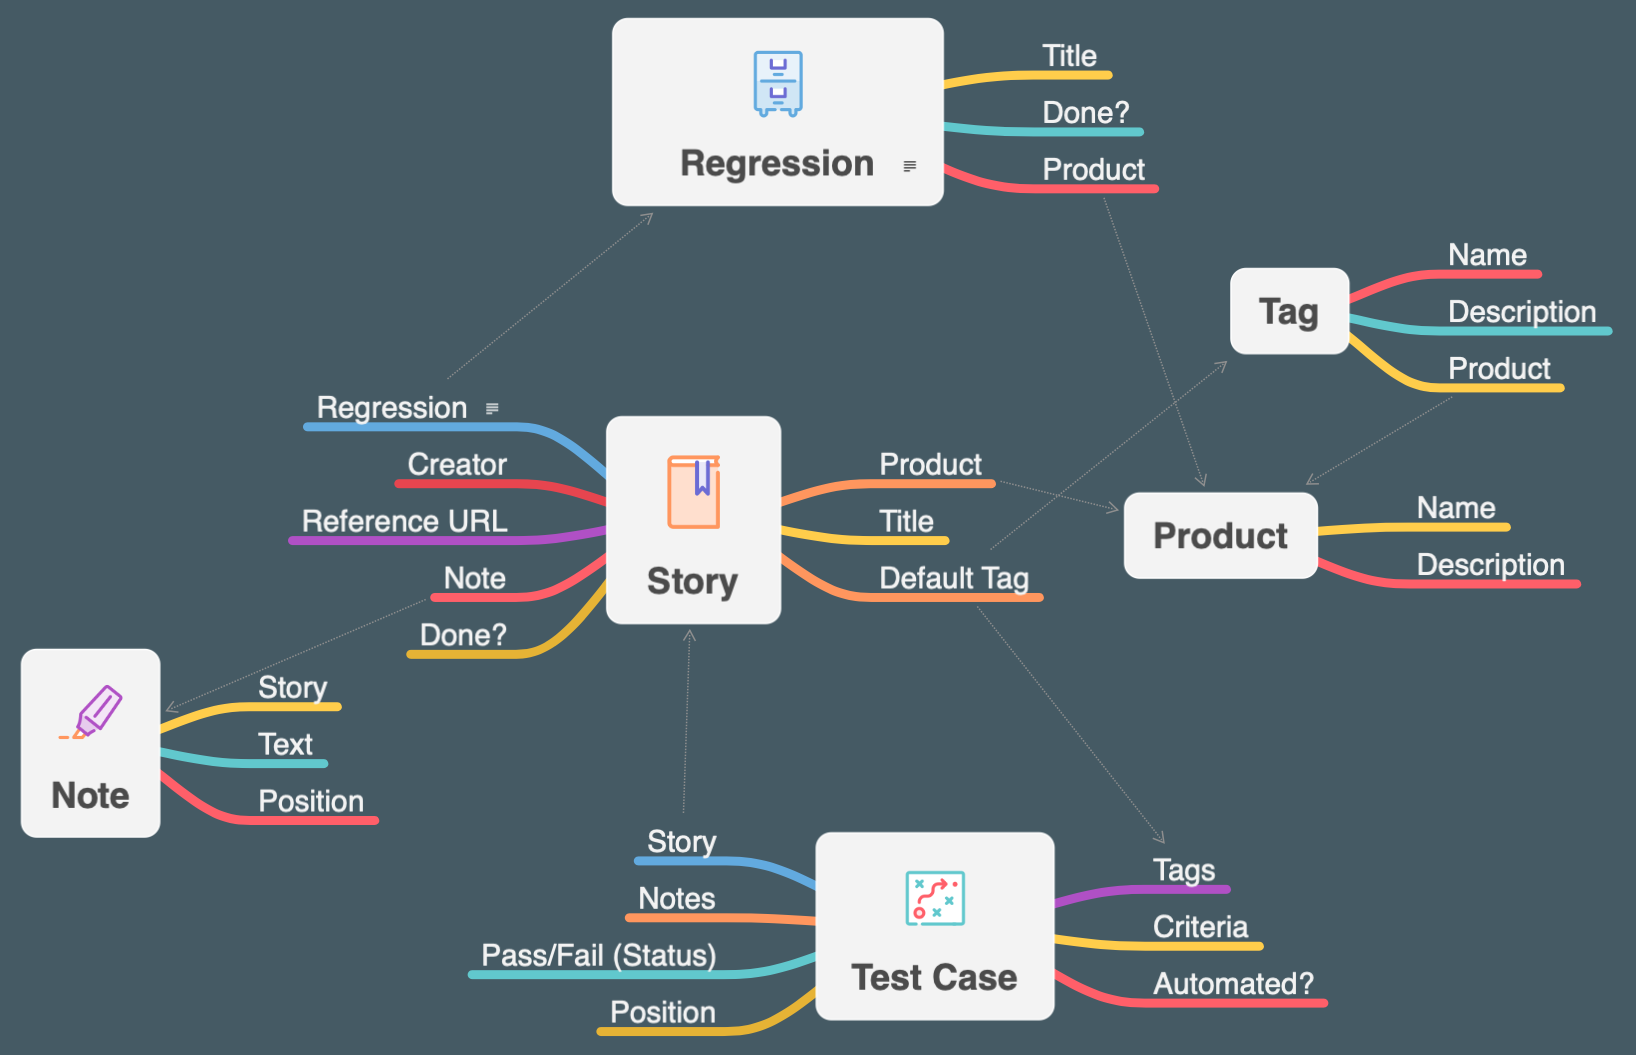 Regression
Title
Done?
Product
Tag
Name
Description
Product
Regression
Creator
Reference URL
Note
Done?
Story
Product
Title
Default Tag
Product
Name
Description
Note
Story
Text
Position
Story
Notes
Pass/Fail (Status)
Position
Test Case
Tags
Criteria
Automated?